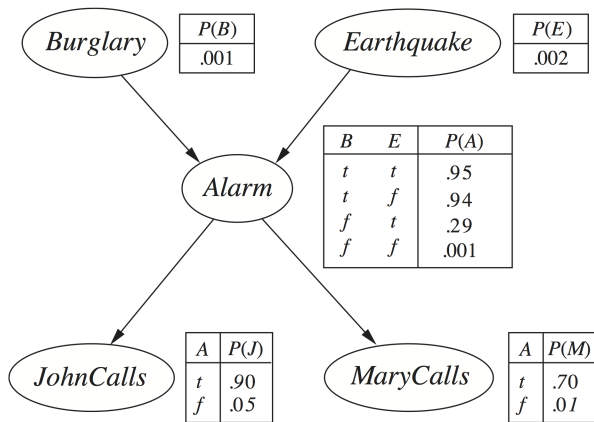 Burglary
P(B)
.001
Earthquake
P(E)
.002
Alarm
B E P(A)
t t .95
t f .94
f t .29
f f .001
JohnCalls
A P(J)
t .90
f .05
MaryCalls
A P(M)
t .70
f .01